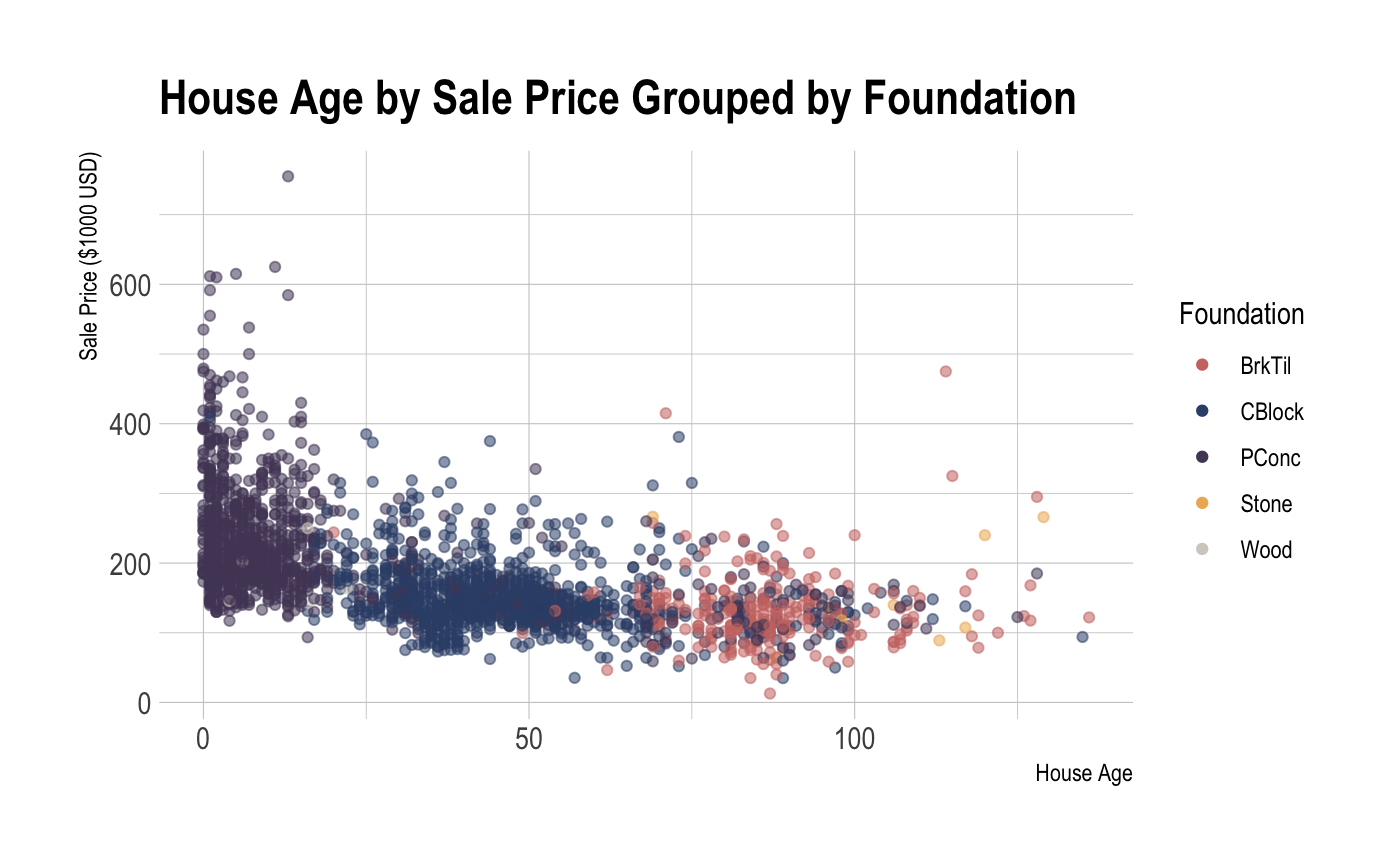 House Age by Sale Price Grouped by Foundation
Sale Price ($1000 USD)
600
400
200
0
0 50 100
House Age
Foundation
BrkTil
CBlock
PConc
Stone
Wood